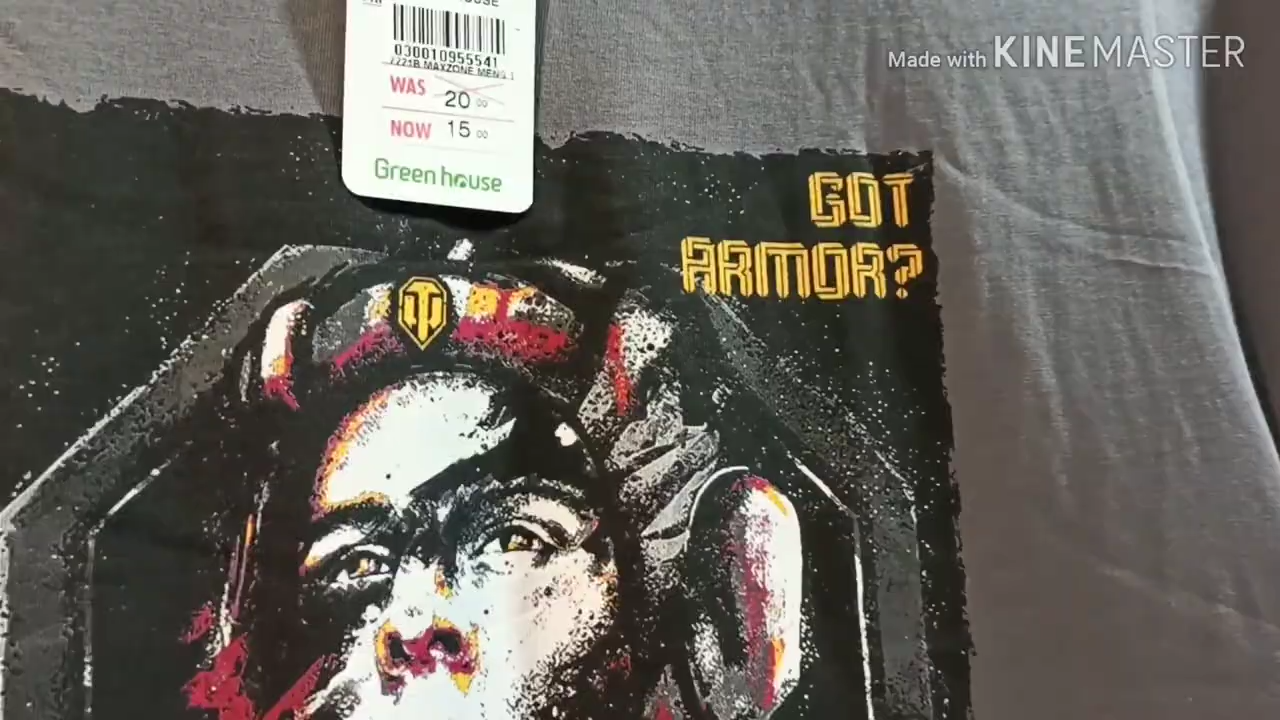 Made with KINEMASTER
030010955541
WAS 20 00
NOW 15 00
Green house
GOT
ARMOR?